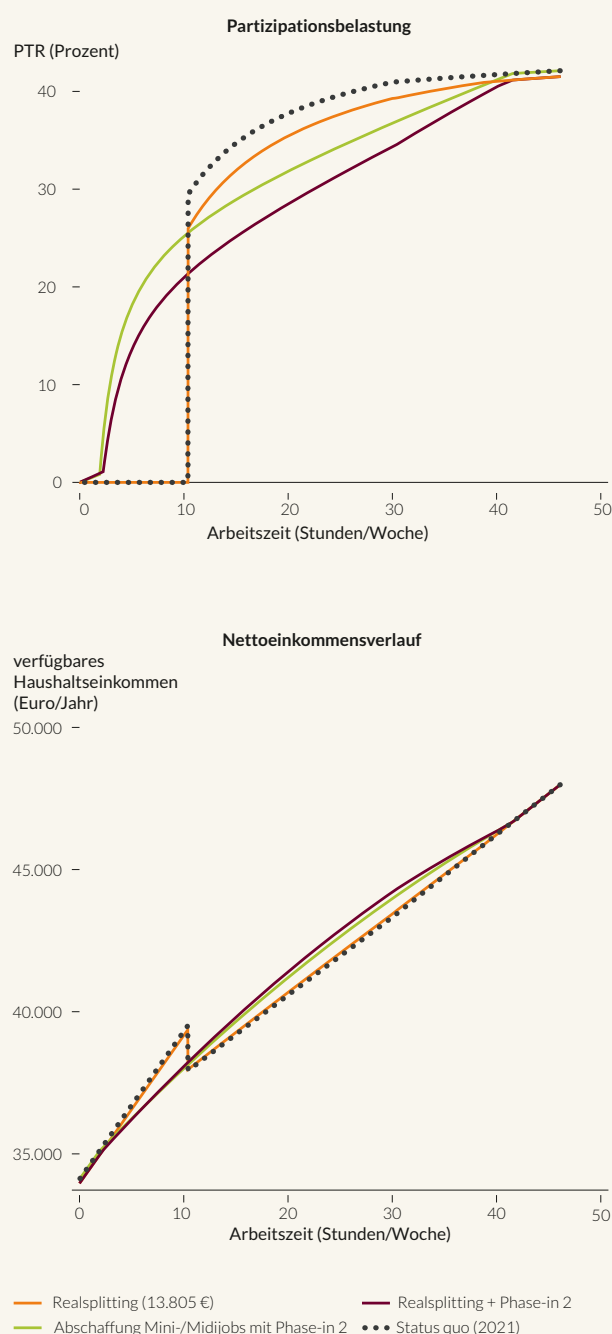 Partizipationsbelastung
PTR (Prozent)
40
30
20
10
0
0 10 20 30 40 50
Arbeitszeit (Stunden/Woche)
Nettoeinkommensverlauf
verfügbares
Haushaltseinkommen
(Euro/Jahr)
50.000
45.000
40.000
35.000
0 10 20 30 40 50
Arbeitszeit (Stunden/Woche)
Realsplitting (13.805 €) Realsplitting + Phase-in 2
Abschaffung Mini-/Midijobs mit Phase-in 2 Status quo (2021)